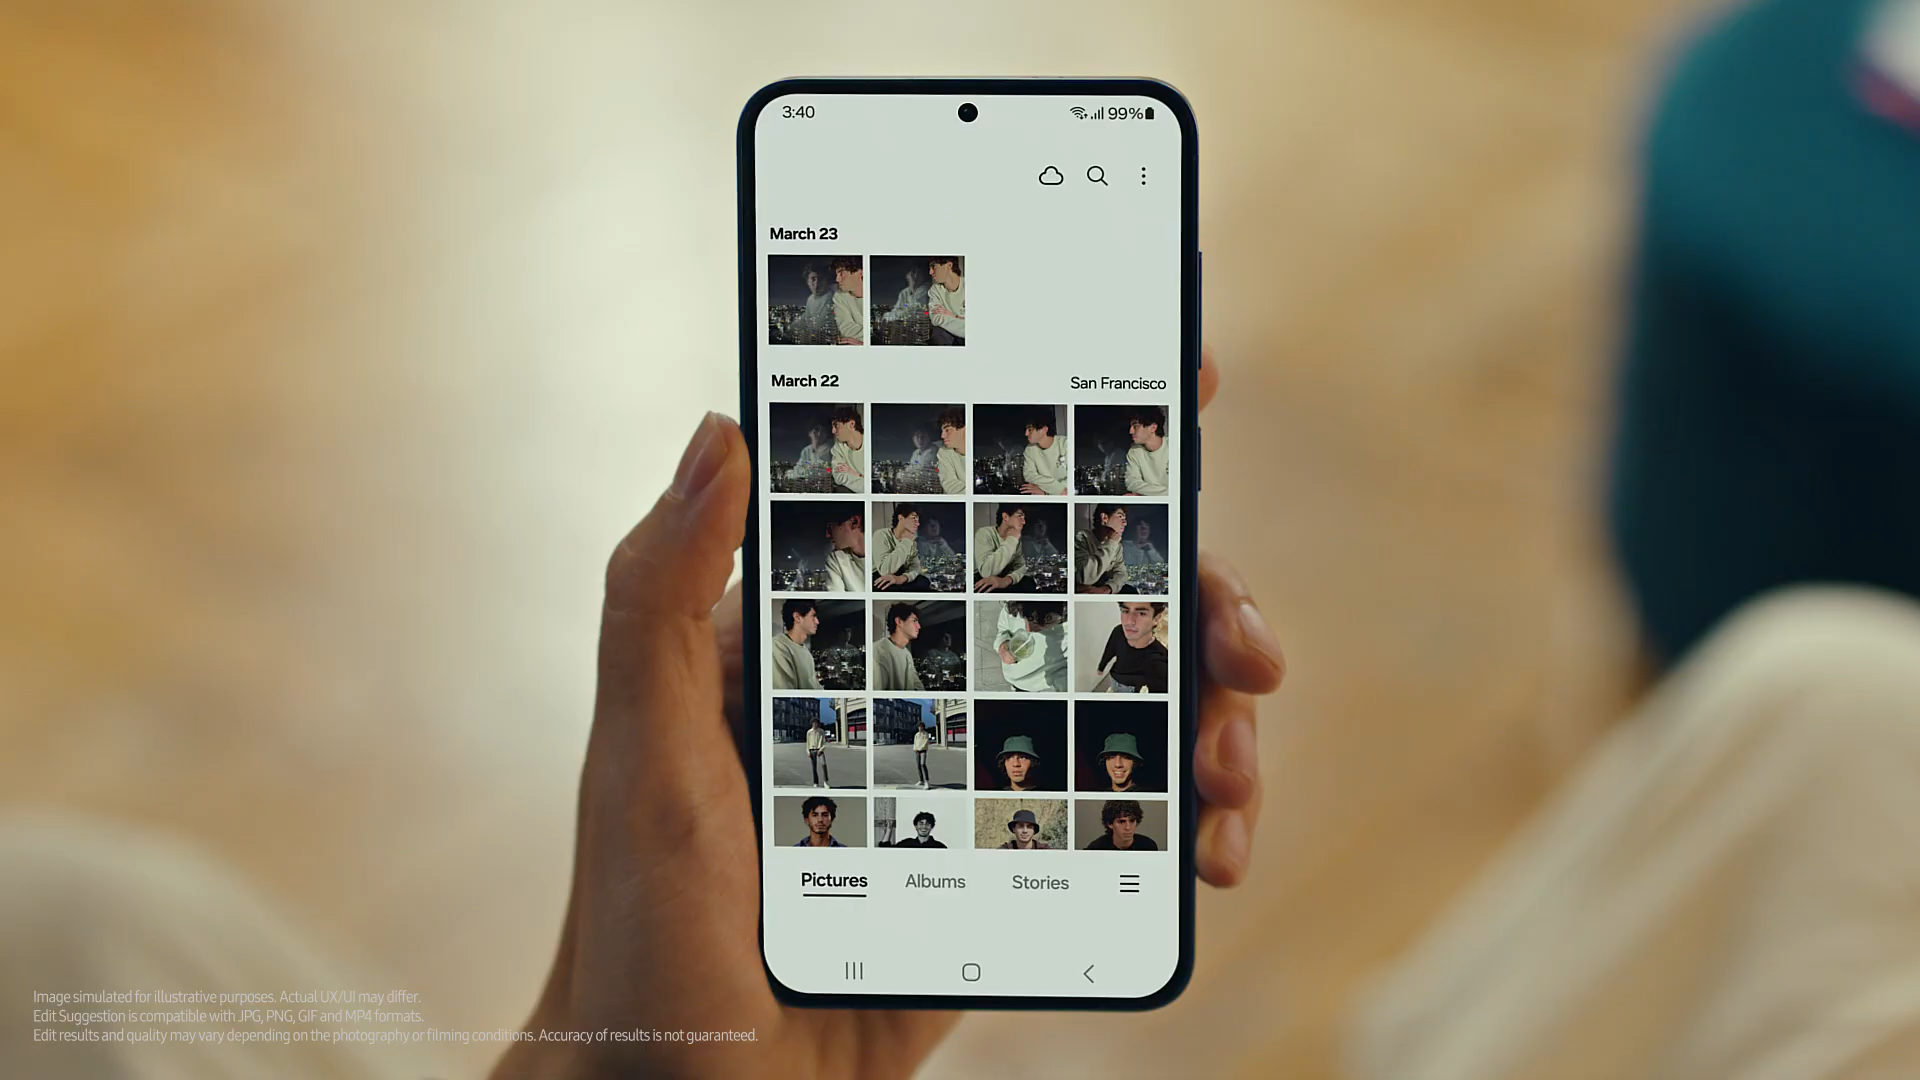 3:40
99%
March 23
March 22
San Francisco
Pictures
Albums
Stories
Image simulated for illustrative purposes. Actual UX/UI may differ.
Edit Suggestion is compatible with JPG, PNG, GIF and MP4 formats.
Edit results and quality may vary depending on the photography or filming conditions. Accuracy of results is not guaranteed.